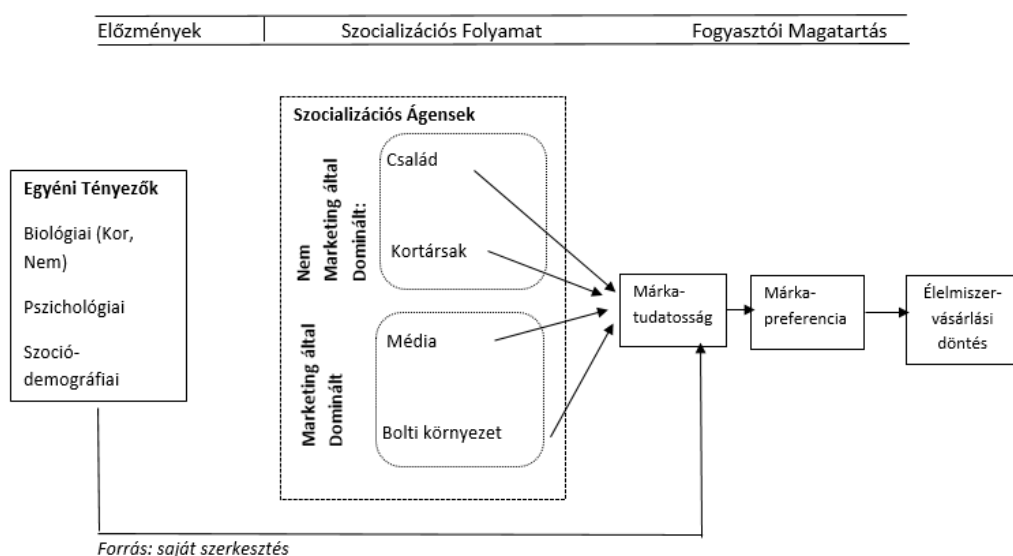 Előzmények
Szocializációs Folyamat
Fogyasztói Magatartás
Szocializációs Ágensek
Egyéni Tényezők
Biológiai (Kor,
Nem)
Pszichológiai
Szoció-
demográfiai
Nem
Marketing által
Dominált:
Család
Kortársak
Marketing által
Dominált
Média
Bolti környezet
Márka-
tudatosság
Márka-
preferencia
Élelmiszer-
vásárlási
döntés
Forrás: saját szerkesztés